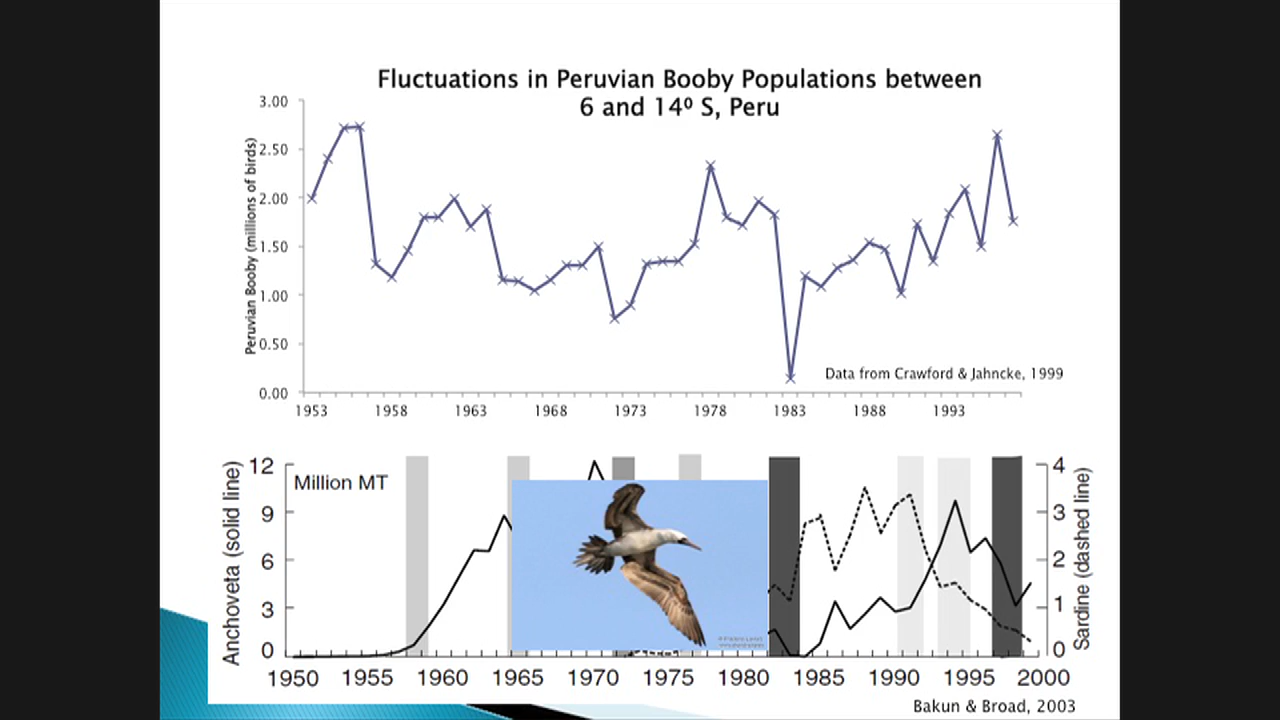 Fluctuations in Peruvian Booby Populations between
6 and 14⁰ S, Peru
Peruvian Booby (millions of birds)
3.00
2.50
2.00
1.50
1.00
0.50
0.00
Data from Crawford & Jahncke, 1999
1953 1958 1963 1968 1973 1978 1983 1988 1993
Anchoveta (solid line)
12
9
6
3
0
Million MT
4
3
2
1
0
Sardine (dashed line)
1950 1955 1960 1965 1970 1975 1980 1985 1990 1995 2000
Bakun & Broad, 2003